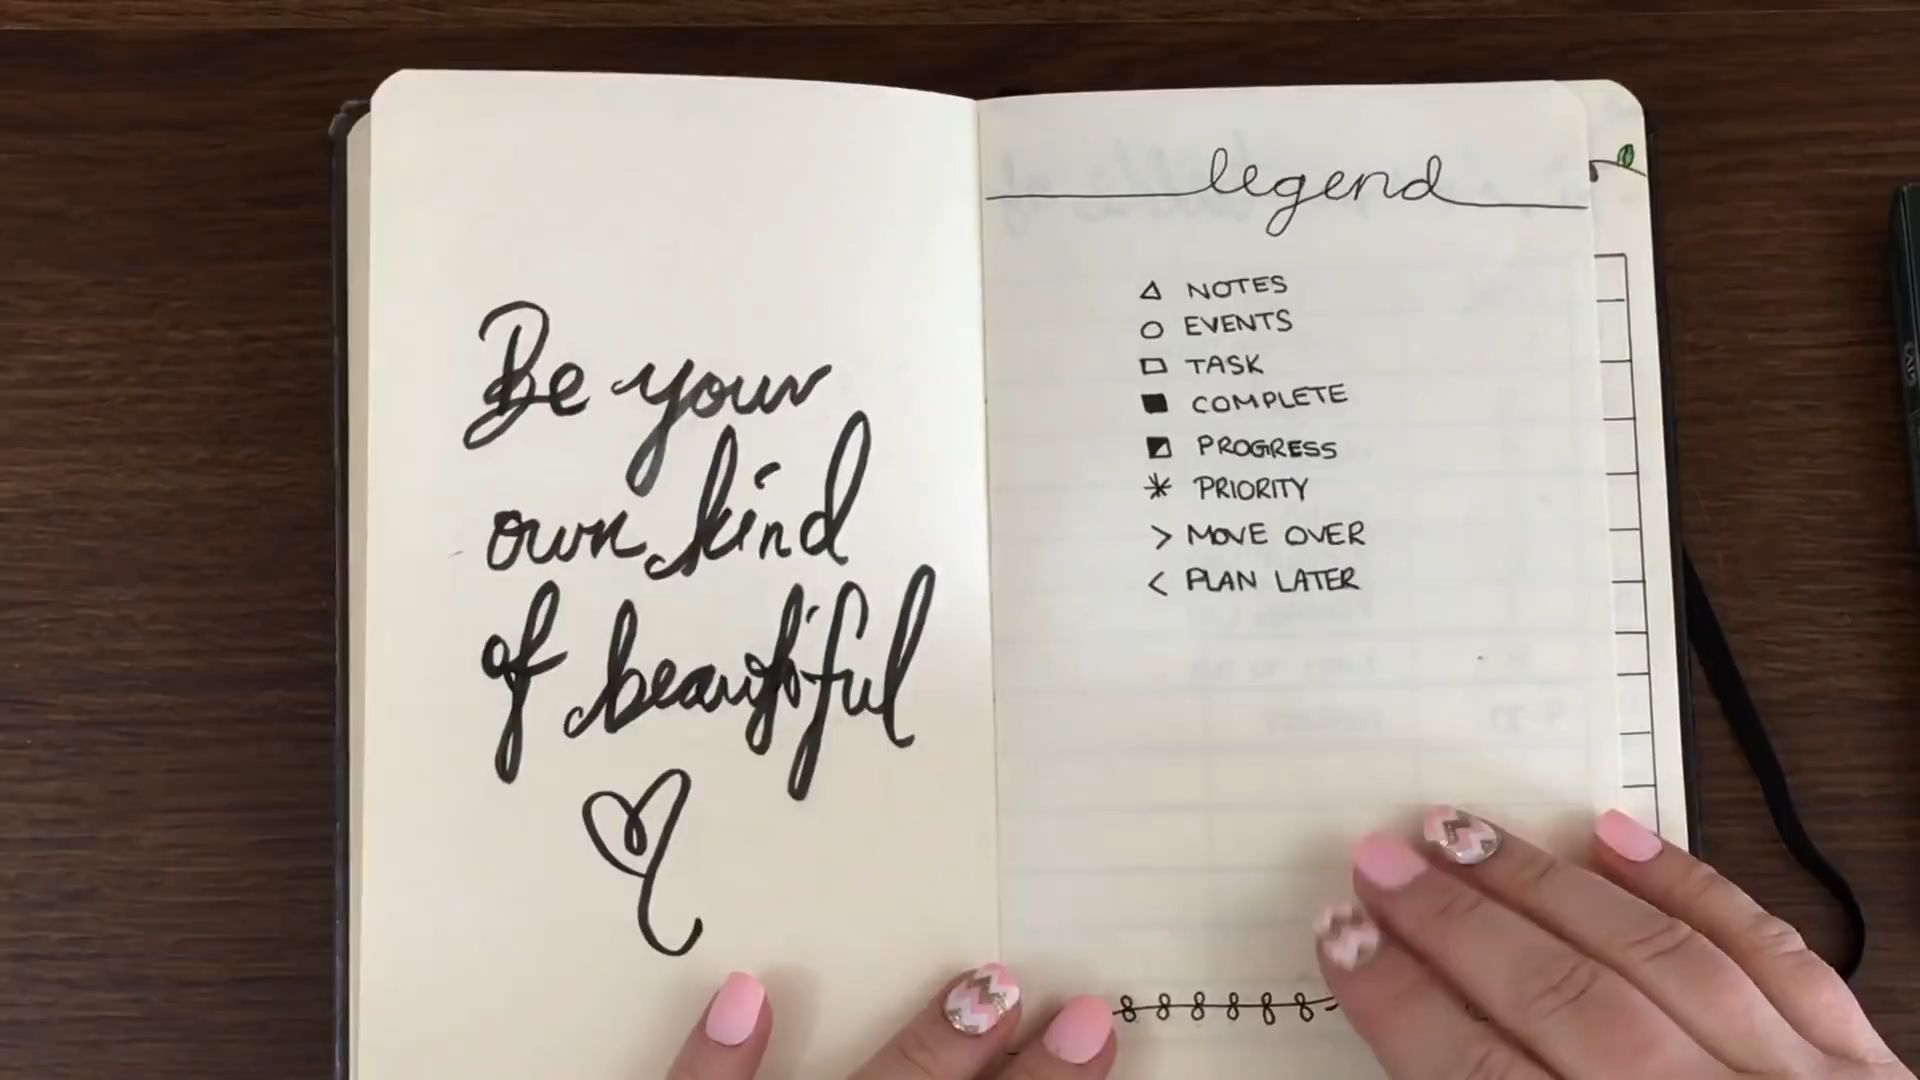 Be your
own kind
of beautiful
legend
△ NOTES
○ EVENTS
□ TASK
■ COMPLETE
◩ PROGRESS
* PRIORITY
> MOVE OVER
< PLAN LATER